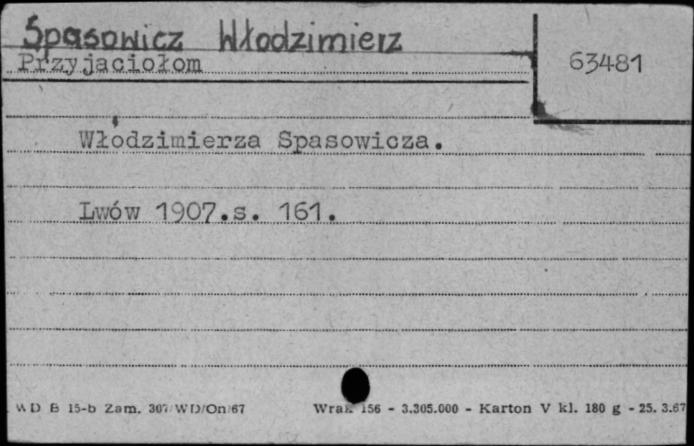 Spasowicz Włodzimierz
Przyjaciołom
63481
Włodzimierza Spasowicza.
Lwów 1907.s. 161.
WD B 15-b Zam. 307/WD/On/67 Wrak 156 - 3.305.000 - Karton V kl. 180 g - 25. 3.67